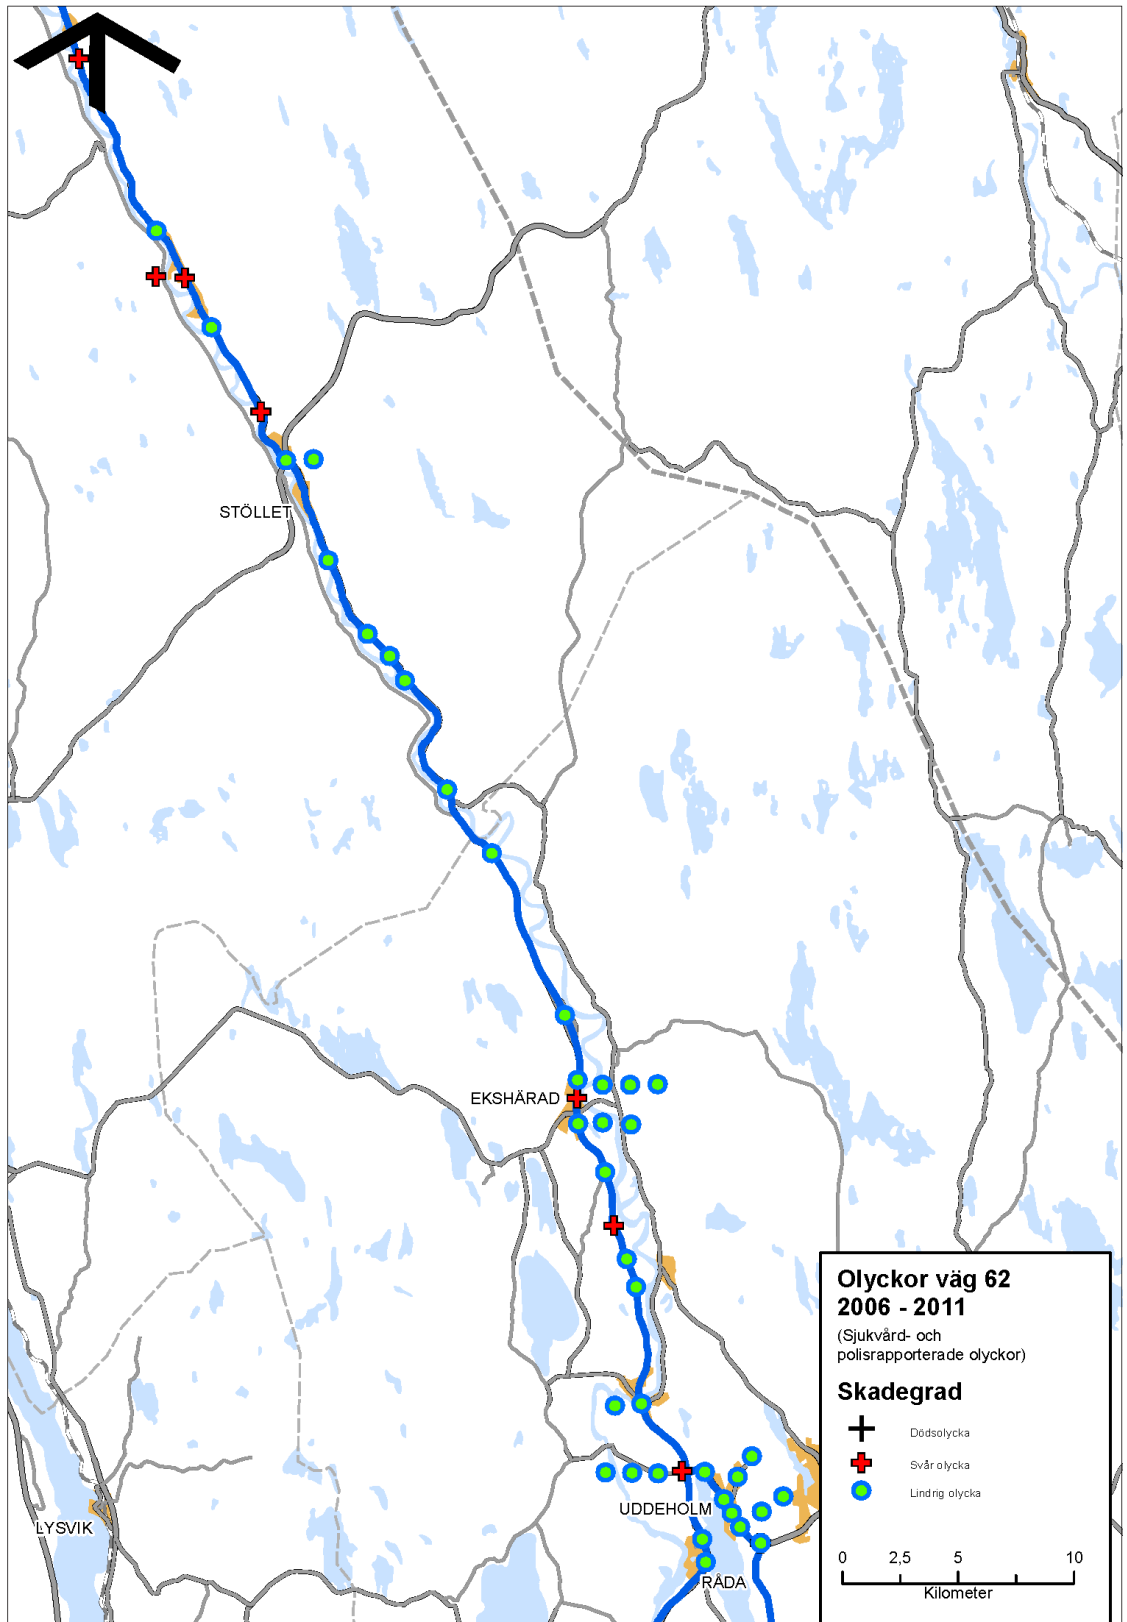 STÖLLET
EKSHÄRAD
UDDEHOLM
LYSVIK
RÅDA
Olyckor väg 62
2006 - 2011
(Sjukvård- och
polisrapporterade olyckor)
Skadegrad
Dödsolycka
Svår olycka
Lindrig olycka
0 2,5 5 10
Kilometer